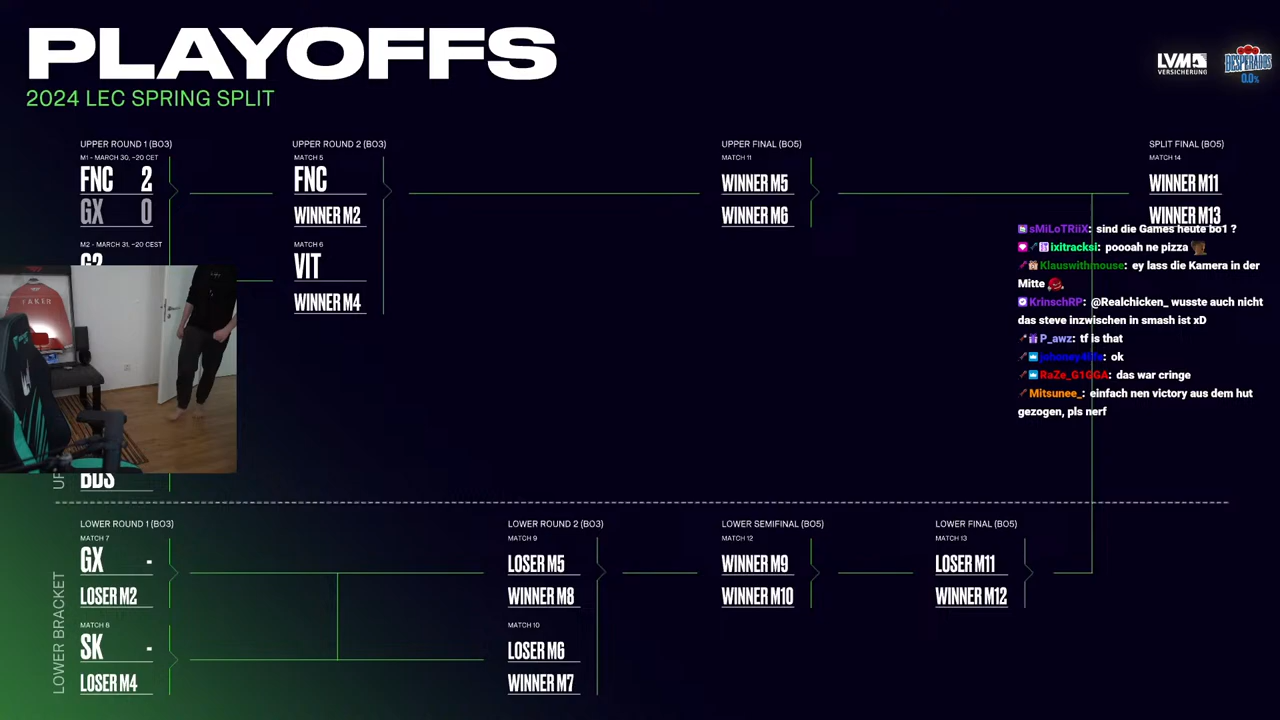 PLAYOFFS
2024 LEC SPRING SPLIT
LVM
VERSICHERUNG
DESPERADOS
0.0%
UPPER ROUND 1 (BO3)
M1 - MARCH 30, ~20 CET
FNC 2
GX 0
M2 - MARCH 31, ~20 CEST
G2
BDS
UPPER ROUND 2 (BO3)
MATCH 5
FNC
WINNER M2
MATCH 6
VIT
WINNER M4
UPPER FINAL (BO5)
MATCH 11
WINNER M5
WINNER M6
SPLIT FINAL (BO5)
MATCH 14
WINNER M11
WINNER M13
sMiLoTRiiX: sind die Games heute bo1 ?
ixitracksi: poooah ne pizza
Klauswithmouse: ey lass die Kamera in der
Mitte
KrinschRP: @Realchicken_ wusste auch nicht
das steve inzwischen in smash ist xD
P_awz: tf is that
: ok
RaZe_G1GGA: das war cringe
Mitsunee_: einfach nen victory aus dem hut
gezogen, pls nerf
FAKER
UP
LOWER BRACKET
LOWER ROUND 1 (BO3)
MATCH 7
GX -
LOSER M2
MATCH 8
SK -
LOSER M4
LOWER ROUND 2 (BO3)
MATCH 9
LOSER M5
WINNER M8
MATCH 10
LOSER M6
WINNER M7
LOWER SEMIFINAL (BO5)
MATCH 12
WINNER M9
WINNER M10
LOWER FINAL (BO5)
MATCH 13
LOSER M11
WINNER M12